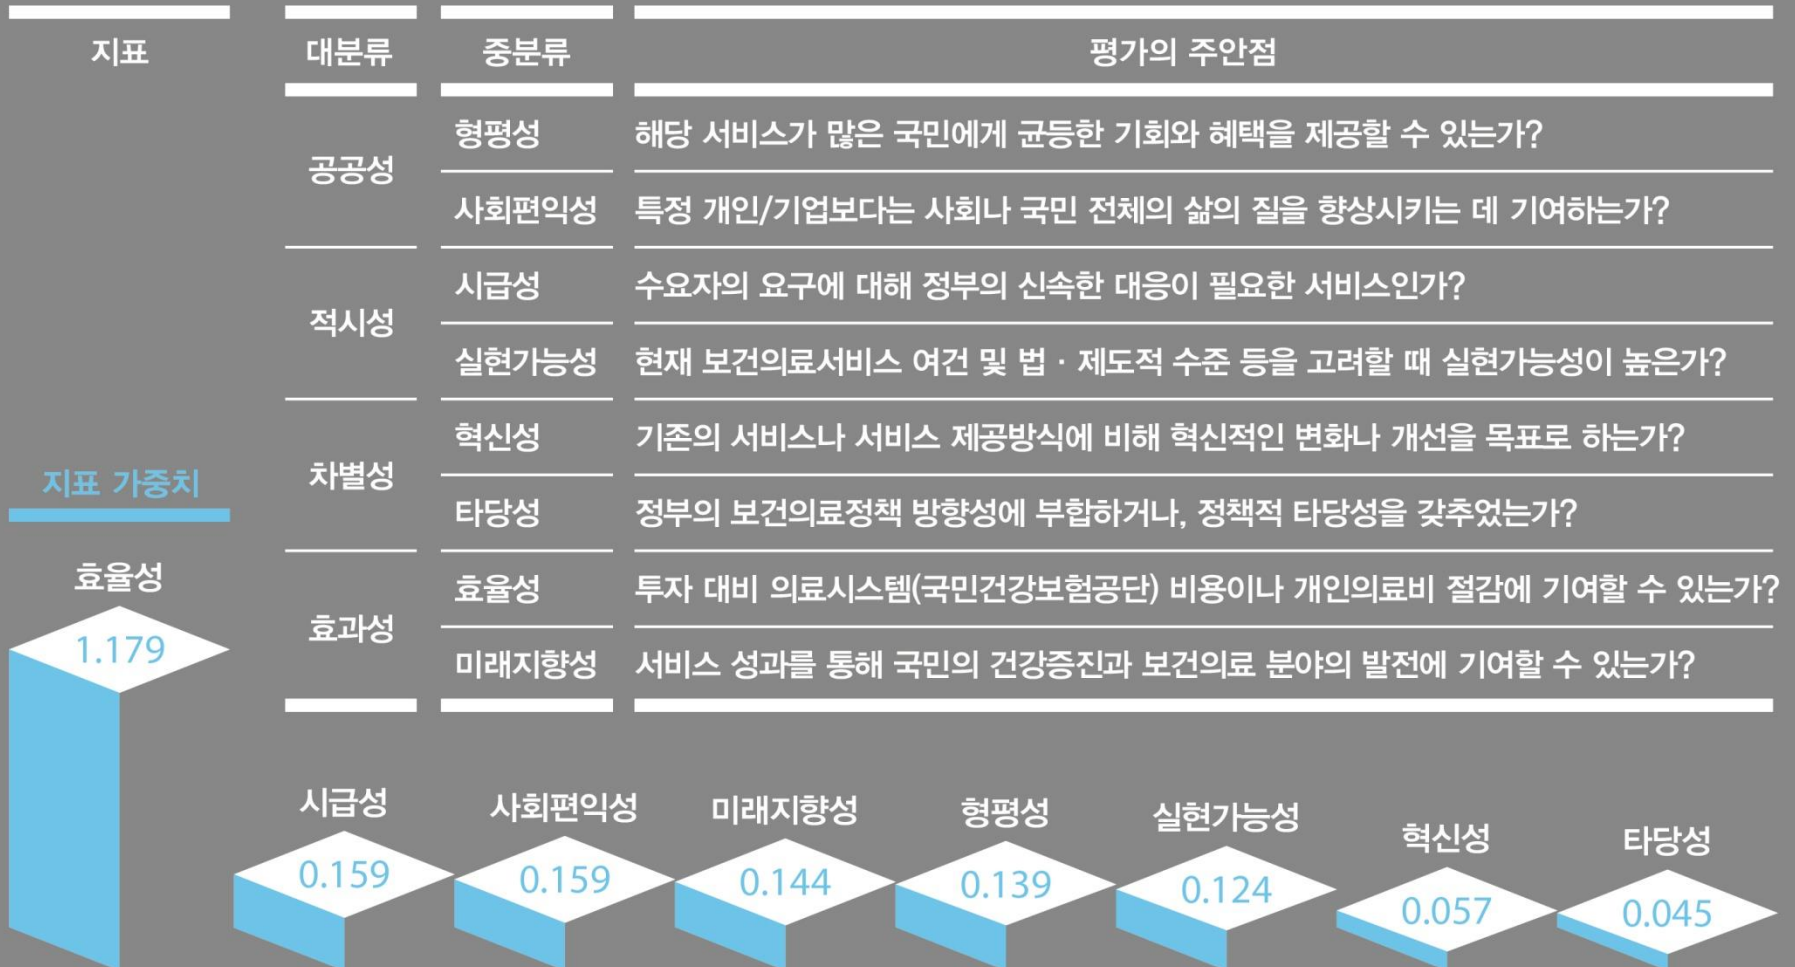 지표
대분류 중분류 평가의 주안점
공공성
형평성 해당 서비스가 많은 국민에게 균등한 기회와 혜택을 제공할 수 있는가?
사회편익성 특정 개인/기업보다는 사회나 국민 전체의 삶의 질을 향상시키는 데 기여하는가?
적시성
시급성 수요자의 요구에 대해 정부의 신속한 대응이 필요한 서비스인가?
실현가능성 현재 보건의료서비스 여건 및 법 · 제도적 수준 등을 고려할 때 실현가능성이 높은가?
차별성
혁신성 기존의 서비스나 서비스 제공방식에 비해 혁신적인 변화나 개선을 목표로 하는가?
타당성 정부의 보건의료정책 방향성에 부합하거나, 정책적 타당성을 갖추었는가?
효과성
효율성 투자 대비 의료시스템(국민건강보험공단) 비용이나 개인의료비 절감에 기여할 수 있는가?
미래지향성 서비스 성과를 통해 국민의 건강증진과 보건의료 분야의 발전에 기여할 수 있는가?
지표 가중치
효율성
1.179
시급성
0.159
사회편익성
0.159
미래지향성
0.144
형평성
0.139
실현가능성
0.124
혁신성
0.057
타당성
0.045